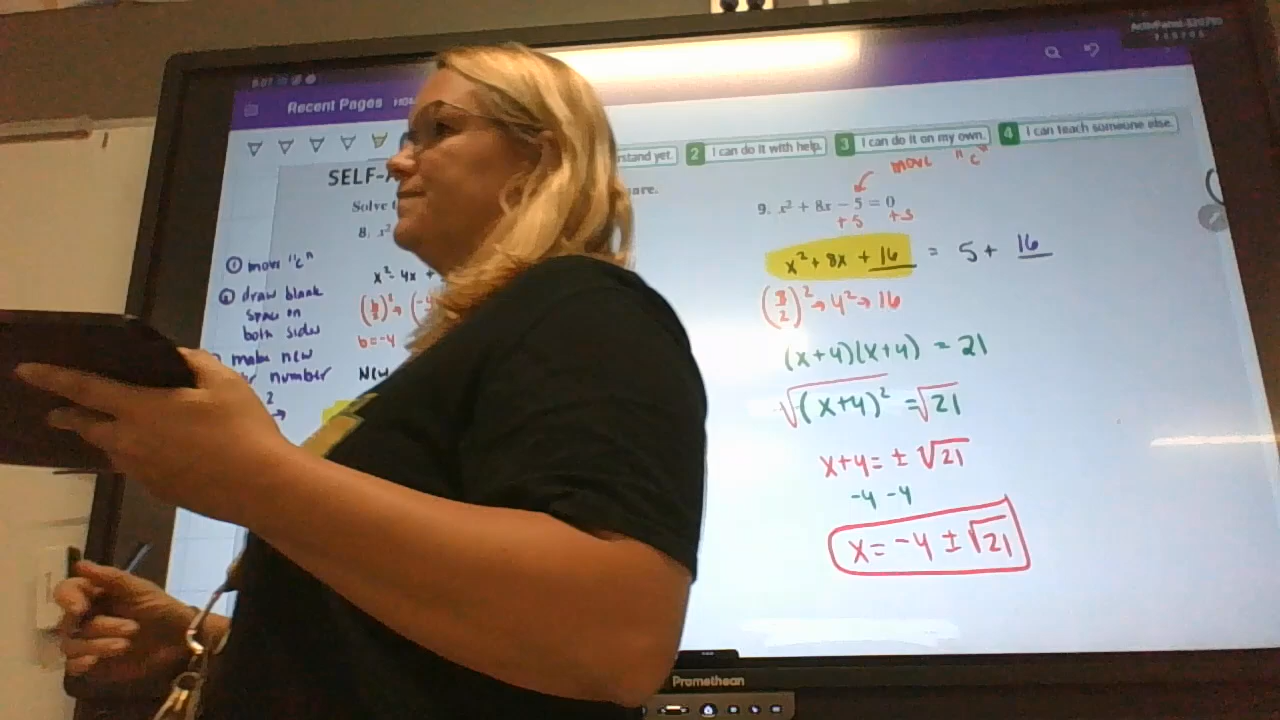 Recent Pages
rstand yet.
2 I can do it with help.
3 I can do it on my own.
4 I can teach someone else.
SELF-
Solve
are.
8. x²
① move "c"
② draw blank
space on
both sides
make new
number
2
x² - 4x +
b = -4
New
move "c"
9. x² + 8x - 5 = 0
+5 +5
x² + 8x + 16 = 5 + 16
(8/2)² → 4² → 16
(x+4)(x+4) = 21
√(x+4)² = √21
x+4 = ± √21
-4 -4
x = -4 ± √21
Promethean